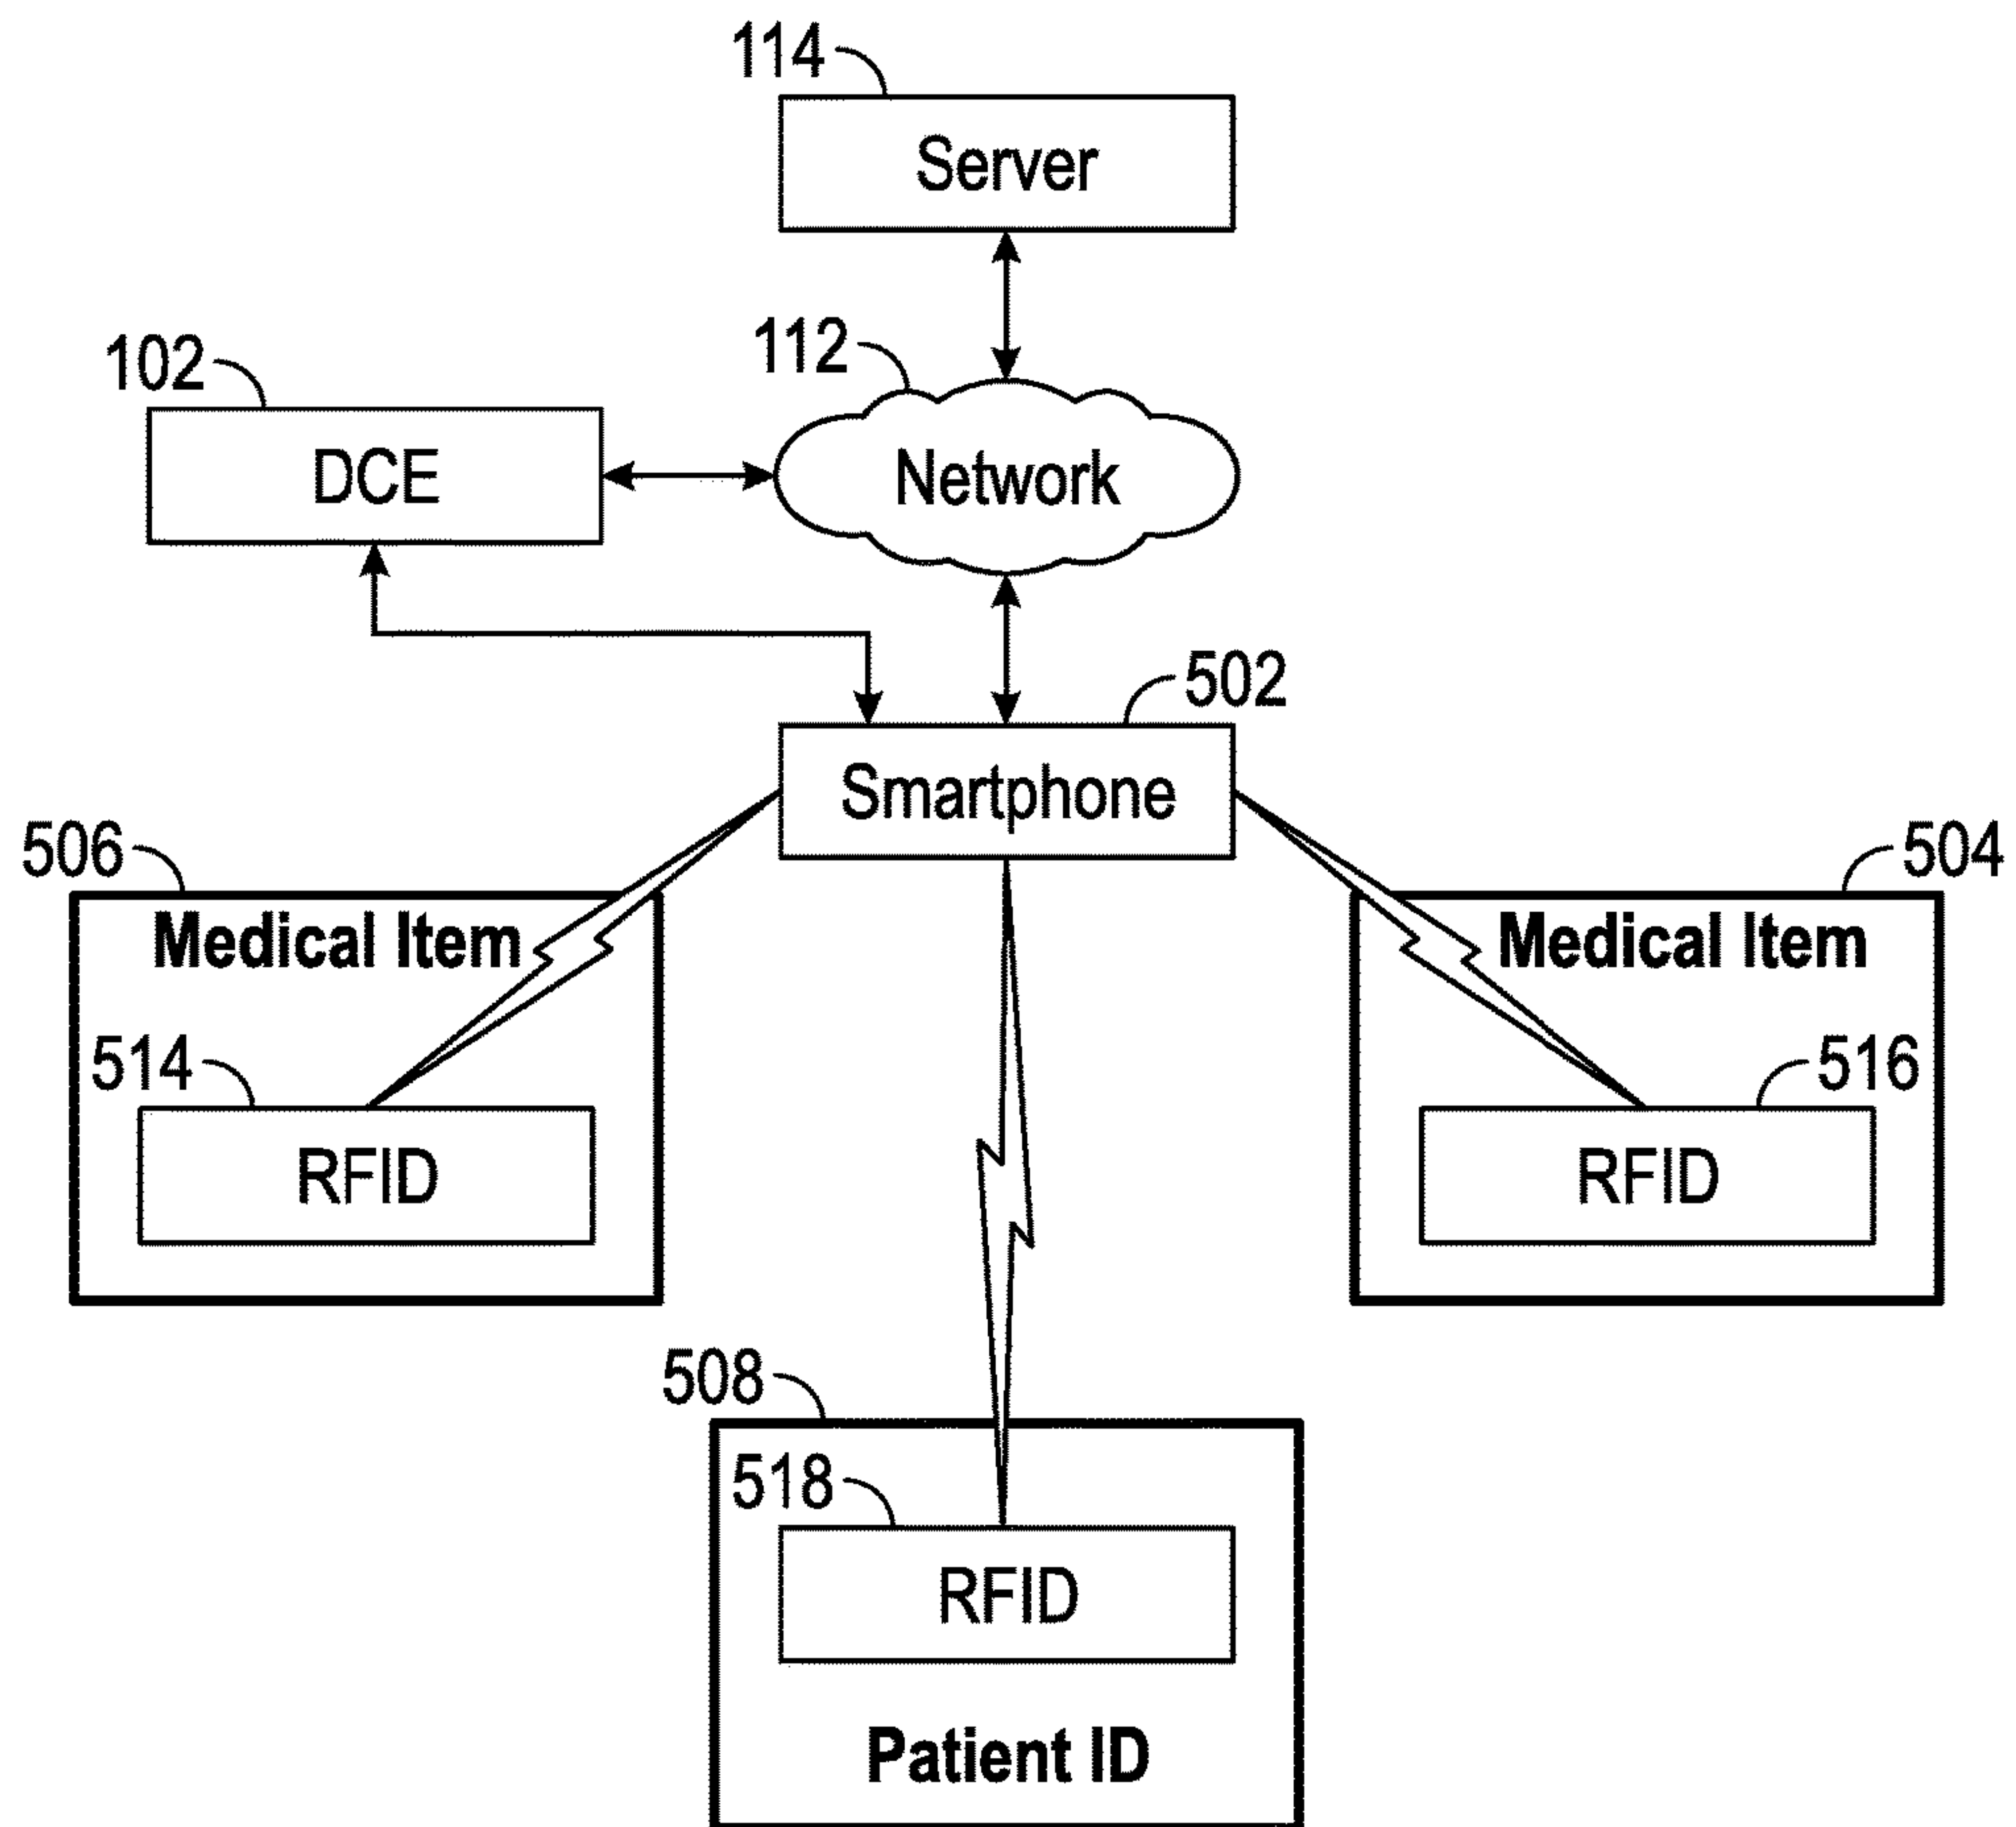 114
Server
112
102
Network
DCE
502
Smartphone
506
504
Medical Item
Medical Item
514
516
RFID
RFID
508
518
RFID
Patient ID